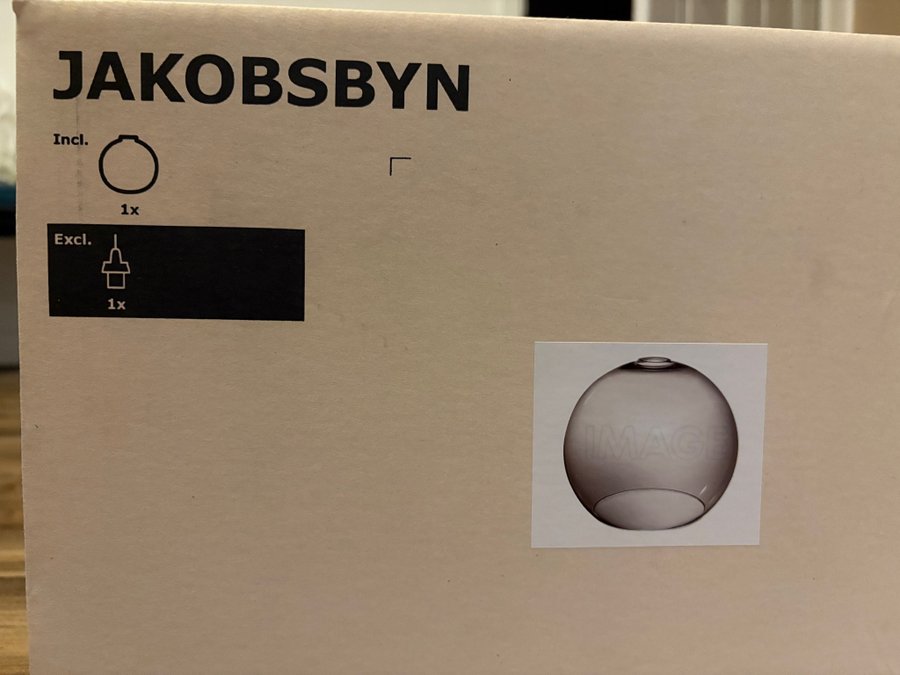 JAKOBSBYN
Incl.
1x
Excl.
1x
IMAGE